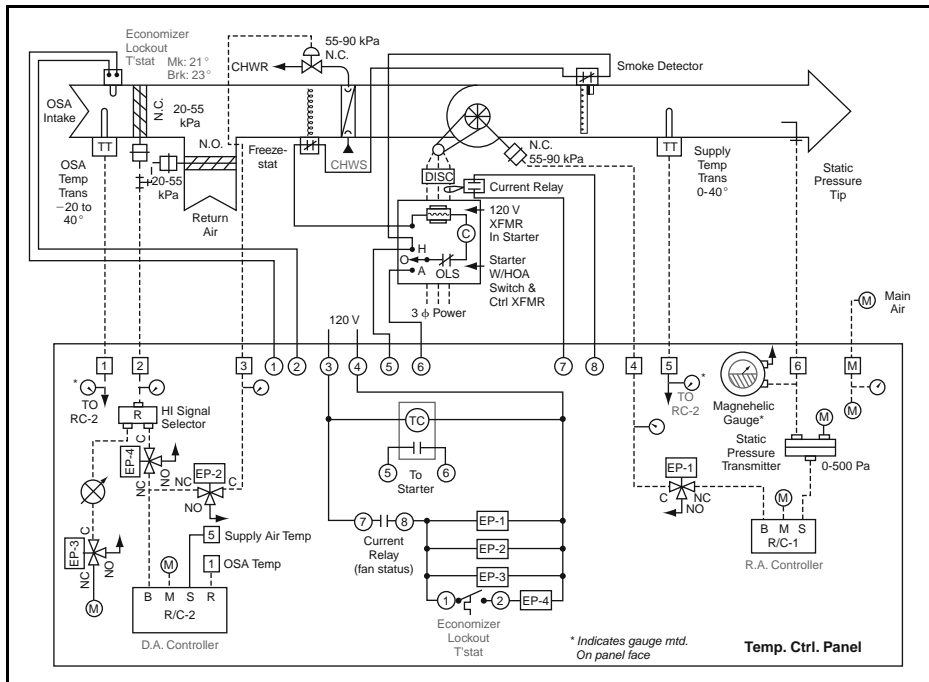 Economizer
Lockout
T'stat
Mk: 21°
Brk: 23°
55-90 kPa
N.C.
CHWR
Smoke Detector
OSA
Intake
N.C.
20-55
kPa
TT
N.O.
Freeze-
stat
CHWS
N.C.
55-90 kPa
TT
Supply
Temp
Trans
0-40°
Static
Pressure
Tip
OSA
Temp
Trans
–20 to
40°
20-55
kPa
Return
Air
DISC
Current Relay
120 V
XFMR
In Starter
C
H
O
A
OLS
Starter
W/HOA
Switch &
Ctrl XFMR
3 ϕ Power
M
Main
Air
120 V
1
2
3
1
2
3
4
5
6
7
8
4
5
6
M
*
TO
RC-2
R
HI Signal
Selector
C
EP-4
NC
NO
EP-2
NC
C
NO
C
EP-3
NC
NO
M
5
Supply Air Temp
M
1
OSA Temp
B
M
S
R
R/C-2
D.A. Controller
TC
5
6
To
Starter
7
8
Current
Relay
(fan status)
EP-1
EP-2
EP-3
1
2
EP-4
Economizer
Lockout
T'stat
*
TO
RC-2
Magnehelic
Gauge*
M
M
Static
Pressure
Transmitter
0-500 Pa
EP-1
C
NC
NO
M
B
M
S
R/C-1
R.A. Controller
* Indicates gauge mtd.
On panel face
Temp. Ctrl. Panel